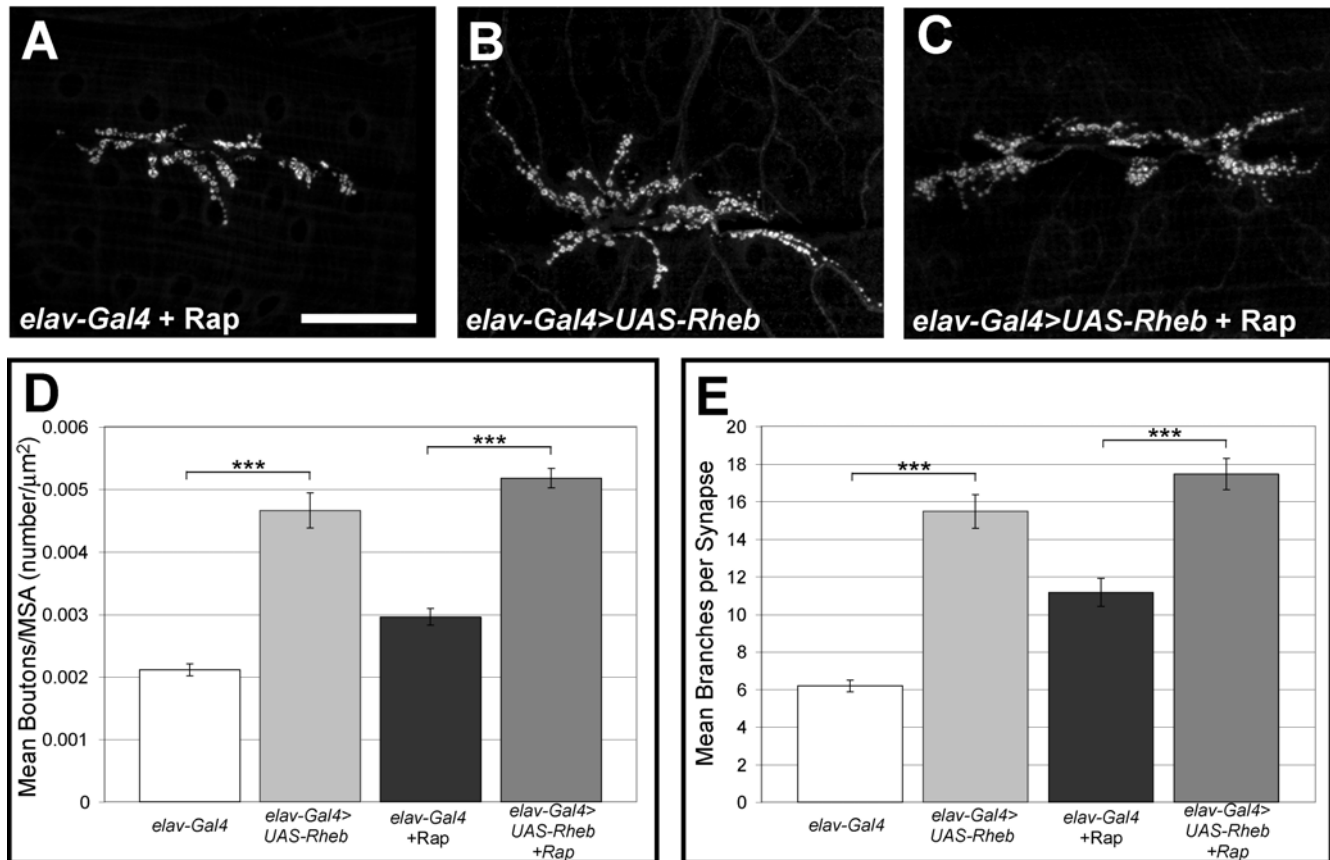 A
elav-Gal4 + Rap
B
elav-Gal4>UAS-Rheb
C
elav-Gal4>UAS-Rheb + Rap
D
Mean Boutons/MSA (number/μm²)
0.006
0.005
0.004
0.003
0.002
0.001
0
***
***
elav-Gal4
elav-Gal4>
UAS-Rheb
elav-Gal4
+Rap
elav-Gal4>
UAS-Rheb
+Rap
E
Mean Branches per Synapse
20
18
16
14
12
10
8
6
4
2
0
***
***
elav-Gal4
elav-Gal4>
UAS-Rheb
elav-Gal4
+Rap
elav-Gal4>
UAS-Rheb
+Rap